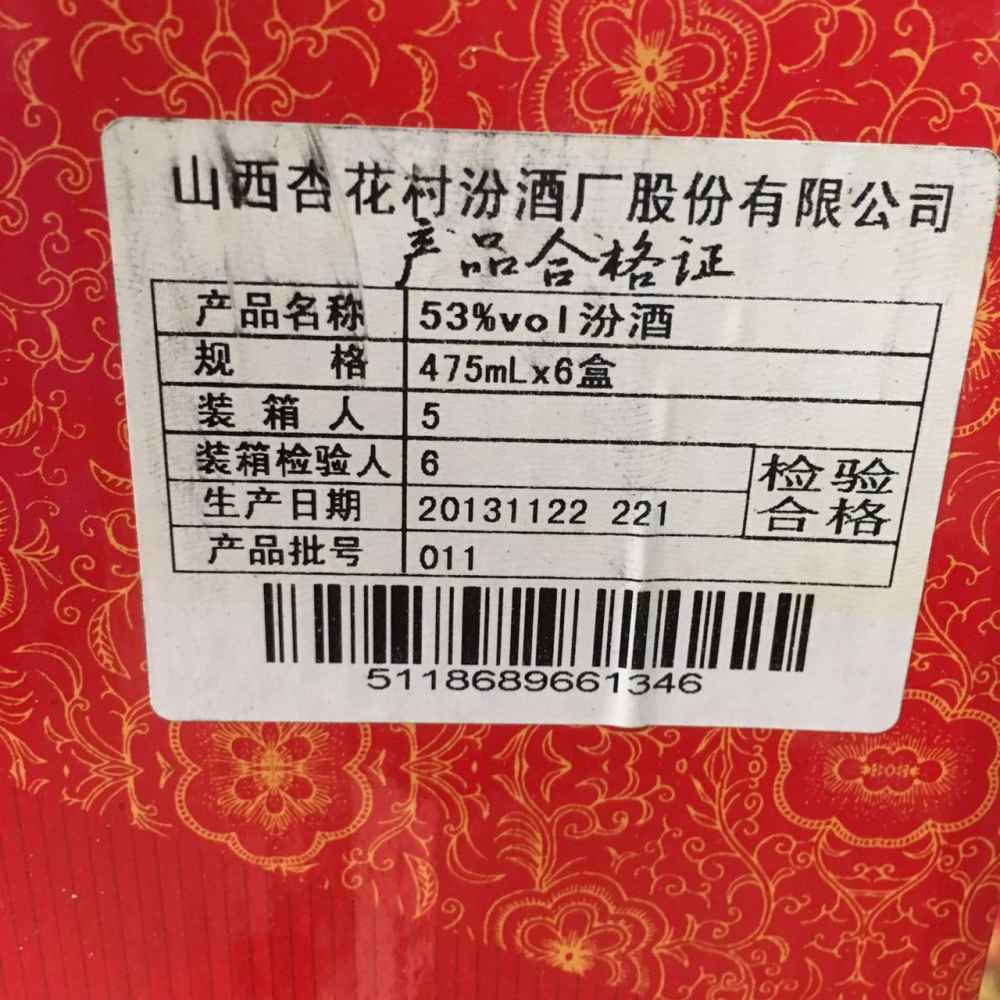 山西杏花村汾酒厂股份有限公司
产品合格证
产品名称 53%vol汾酒
规 格 475mLx6盒
装 箱 人 5
装箱检验人 6
生产日期 20131122 221
产品批号 011
检验
合格
5118689661346